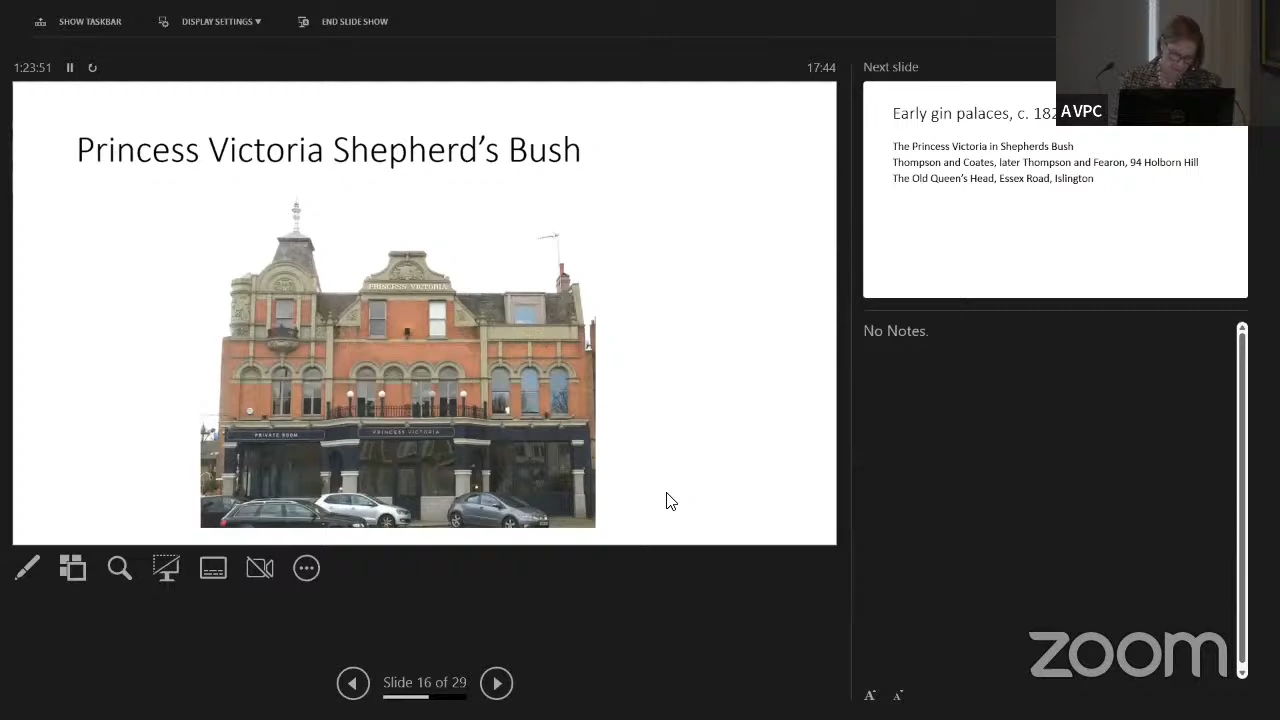 SHOW TASKBAR
DISPLAY SETTINGS ▼
END SLIDE SHOW
1:23:51
17:44
Princess Victoria Shepherd’s Bush
PRINCESS VICTORIA
PRIVATE ROOM
PRINCESS VICTORIA
Next slide
Early gin palaces, c. 182
The Princess Victoria in Shepherds Bush
Thompson and Coates, later Thompson and Fearon, 94 Holborn Hill
The Old Queen’s Head, Essex Road, Islington
AVPC
No Notes.
zoom
Slide 16 of 29
A A